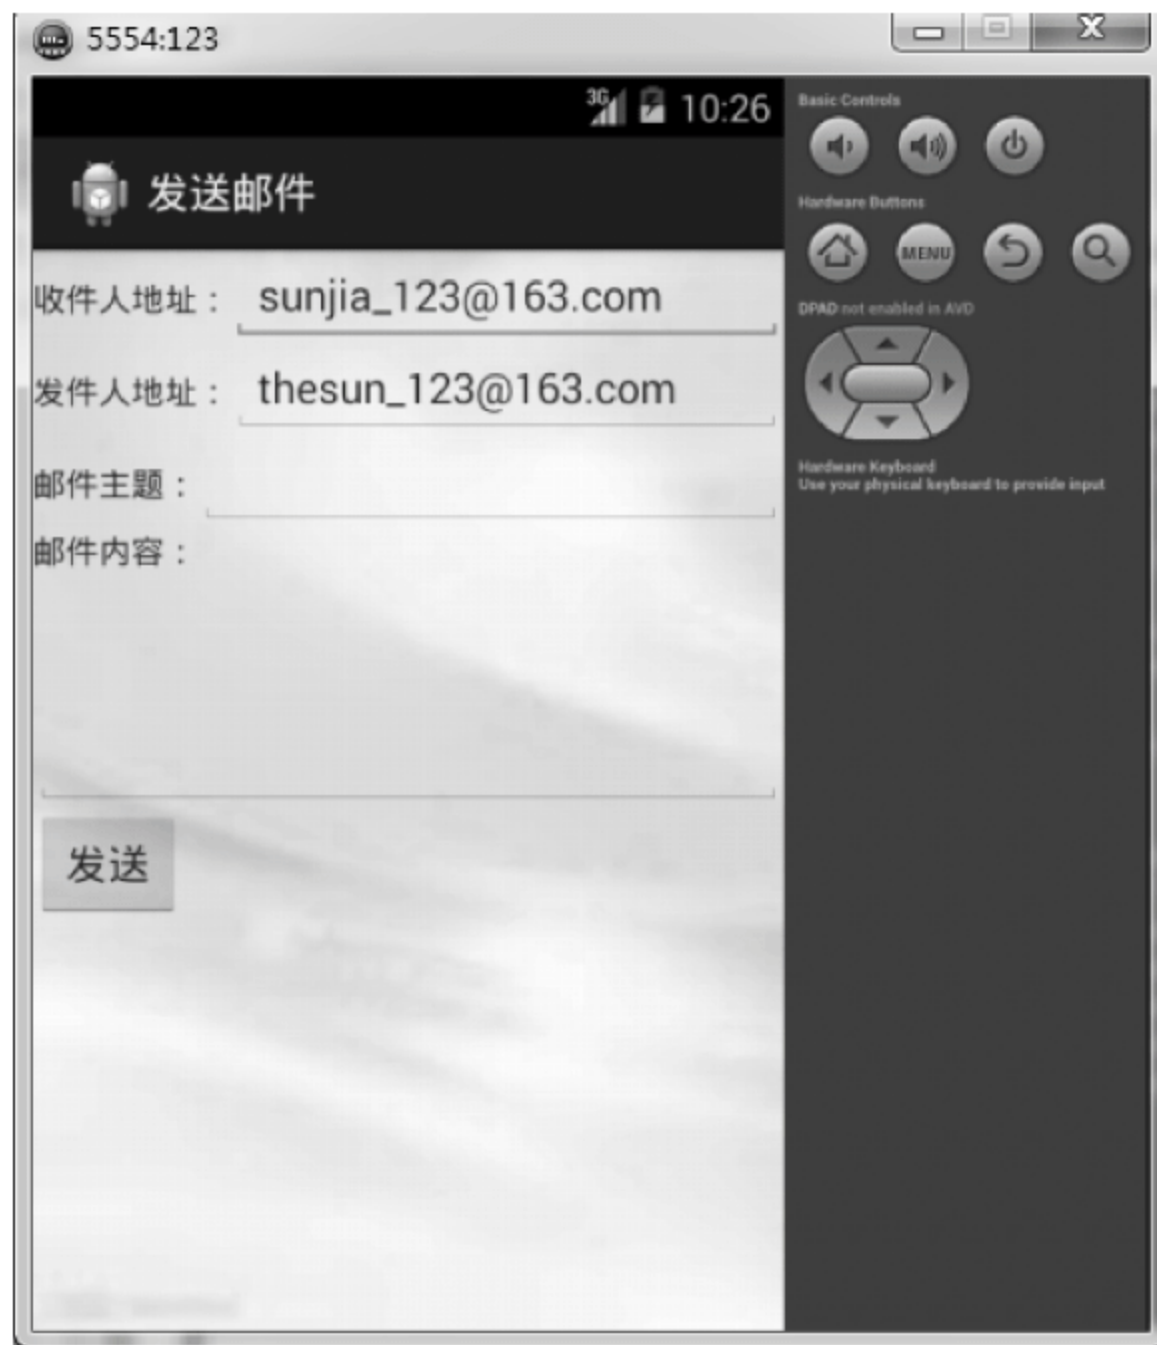 5554:123
3G 10:26
发送邮件
收件人地址： sunjia_123@163.com
发件人地址： thesun_123@163.com
邮件主题：
邮件内容：
发送
Basic Controls
Hardware Buttons
MENU
DPAD not enabled in AVD
Hardware Keyboard
Use your physical keyboard to provide input